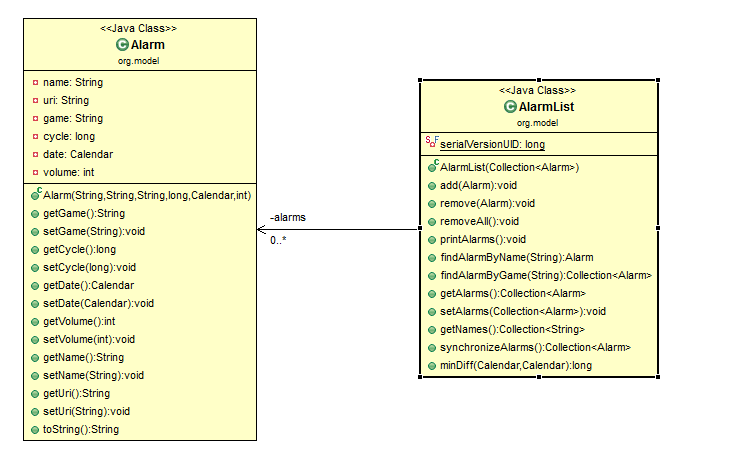 <<Java Class>>
Alarm
org.model
name: String
uri: String
game: String
cycle: long
date: Calendar
volume: int
Alarm(String,String,String,long,Calendar,int)
getGame():String
setGame(String):void
getCycle():long
setCycle(long):void
getDate():Calendar
setDate(Calendar):void
getVolume():int
setVolume(int):void
getName():String
setName(String):void
getUri():String
setUri(String):void
toString():String
-alarms
0..*
<<Java Class>>
AlarmList
org.model
serialVersionUID: long
AlarmList(Collection<Alarm>)
add(Alarm):void
remove(Alarm):void
removeAll():void
printAlarms():void
findAlarmByName(String):Alarm
findAlarmByGame(String):Collection<Alarm>
getAlarms():Collection<Alarm>
setAlarms(Collection<Alarm>):void
getNames():Collection<String>
synchronizeAlarms():Collection<Alarm>
minDiff(Calendar,Calendar):long